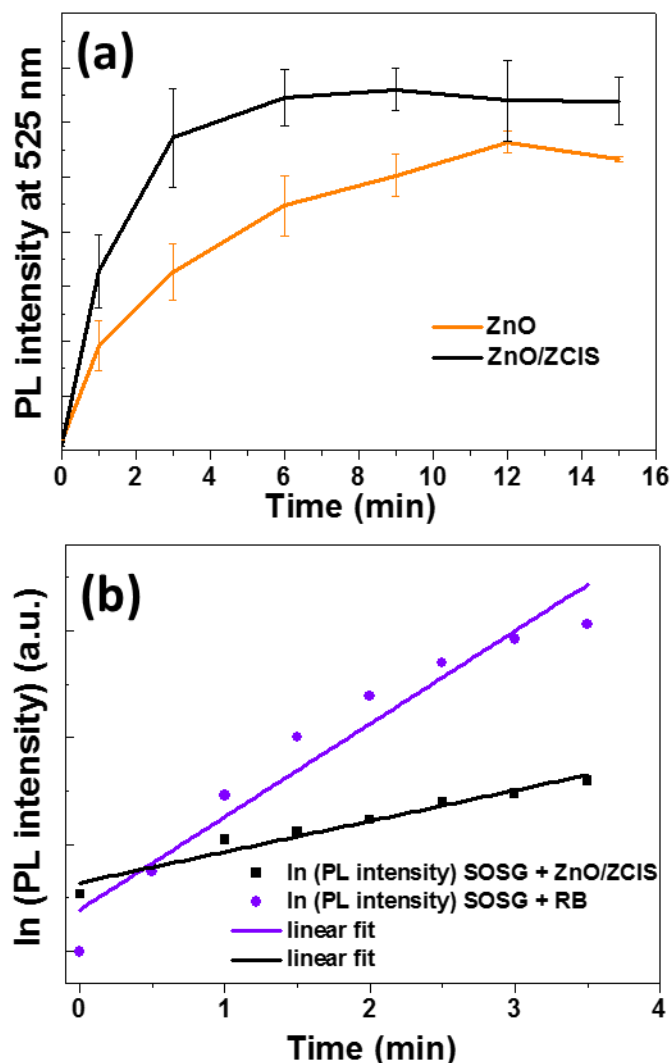 (a)
PL intensity at 525 nm
ZnO
ZnO/ZCIS
0 2 4 6 8 10 12 14 16
Time (min)
(b)
ln (PL intensity) (a.u.)
ln (PL intensity) SOSG + ZnO/ZCIS
ln (PL intensity) SOSG + RB
linear fit
linear fit
0 1 2 3 4
Time (min)